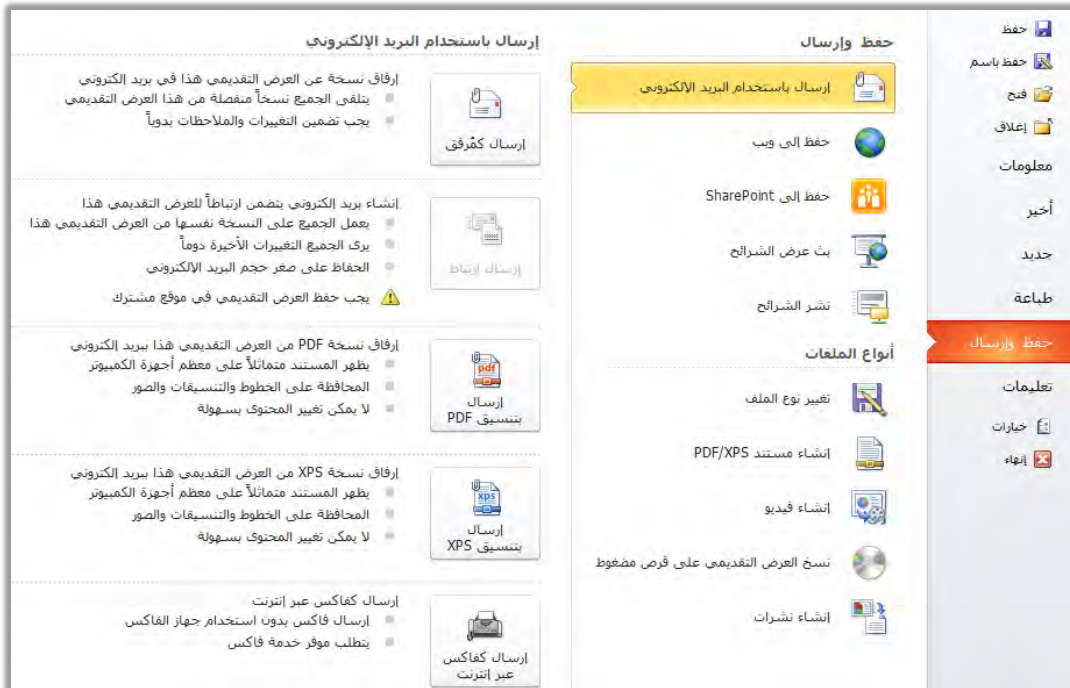 حفظ
حفظ باسم
فتح
إغلاق
معلومات
أخير
جديد
طباعة
حفظ وإرسال
تعليمات
خيارات
إنهاء
حفظ وإرسال
إرسال باستخدام البريد الإلكتروني
حفظ إلى ويب
حفظ إلى SharePoint
بث عرض الشرائح
نشر الشرائح
أنواع الملفات
تغيير نوع الملف
إنشاء مستند PDF/XPS
إنشاء فيديو
نسخ العرض التقديمي على قرص مضغوط
إنشاء نشرات
إرسال باستخدام البريد الإلكتروني
إرسال كمُرفق
إرفاق نسخة عن العرض التقديمي هذا في بريد إلكتروني
يتلقى الجميع نسخاً منفصلة من هذا العرض التقديمي
يجب تضمين التغييرات والملاحظات يدوياً
إرسال ارتباط
إنشاء بريد إلكتروني يتضمن ارتباطاً للعرض التقديمي هذا
يعمل الجميع على النسخة نفسها من العرض التقديمي هذا
يرى الجميع التغييرات الأخيرة دوماً
الحفاظ على صغر حجم البريد الإلكتروني
يجب حفظ العرض التقديمي في موقع مشترك
إرسال
بتنسيق PDF
إرفاق نسخة PDF من العرض التقديمي هذا ببريد إلكتروني
يظهر المستند متماثلاً على معظم أجهزة الكمبيوتر
المحافظة على الخطوط والتنسيقات والصور
لا يمكن تغيير المحتوى بسهولة
إرسال
بتنسيق XPS
إرفاق نسخة XPS من العرض التقديمي هذا ببريد إلكتروني
يظهر المستند متماثلاً على معظم أجهزة الكمبيوتر
المحافظة على الخطوط والتنسيقات والصور
لا يمكن تغيير المحتوى بسهولة
إرسال كفاكس
عبر إنترنت
إرسال كفاكس عبر إنترنت
إرسال فاكس بدون استخدام جهاز الفاكس
يتطلب موفر خدمة فاكس